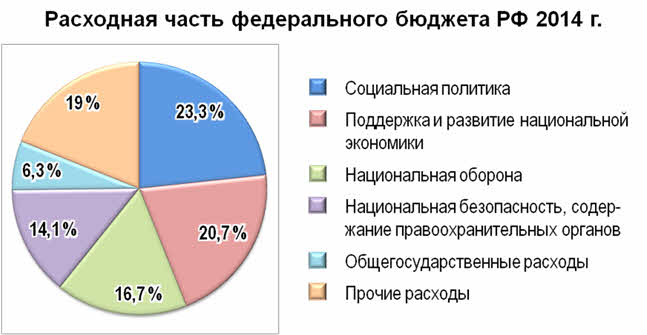 Расходная часть федерального бюджета РФ 2014 г.
19%
23,3%
6,3%
14,1%
20,7%
16,7%
Социальная политика
Поддержка и развитие национальной
экономики
Национальная оборона
Национальная безопасность, содер-
жание правоохранительных органов
Общегосударственные расходы
Прочие расходы